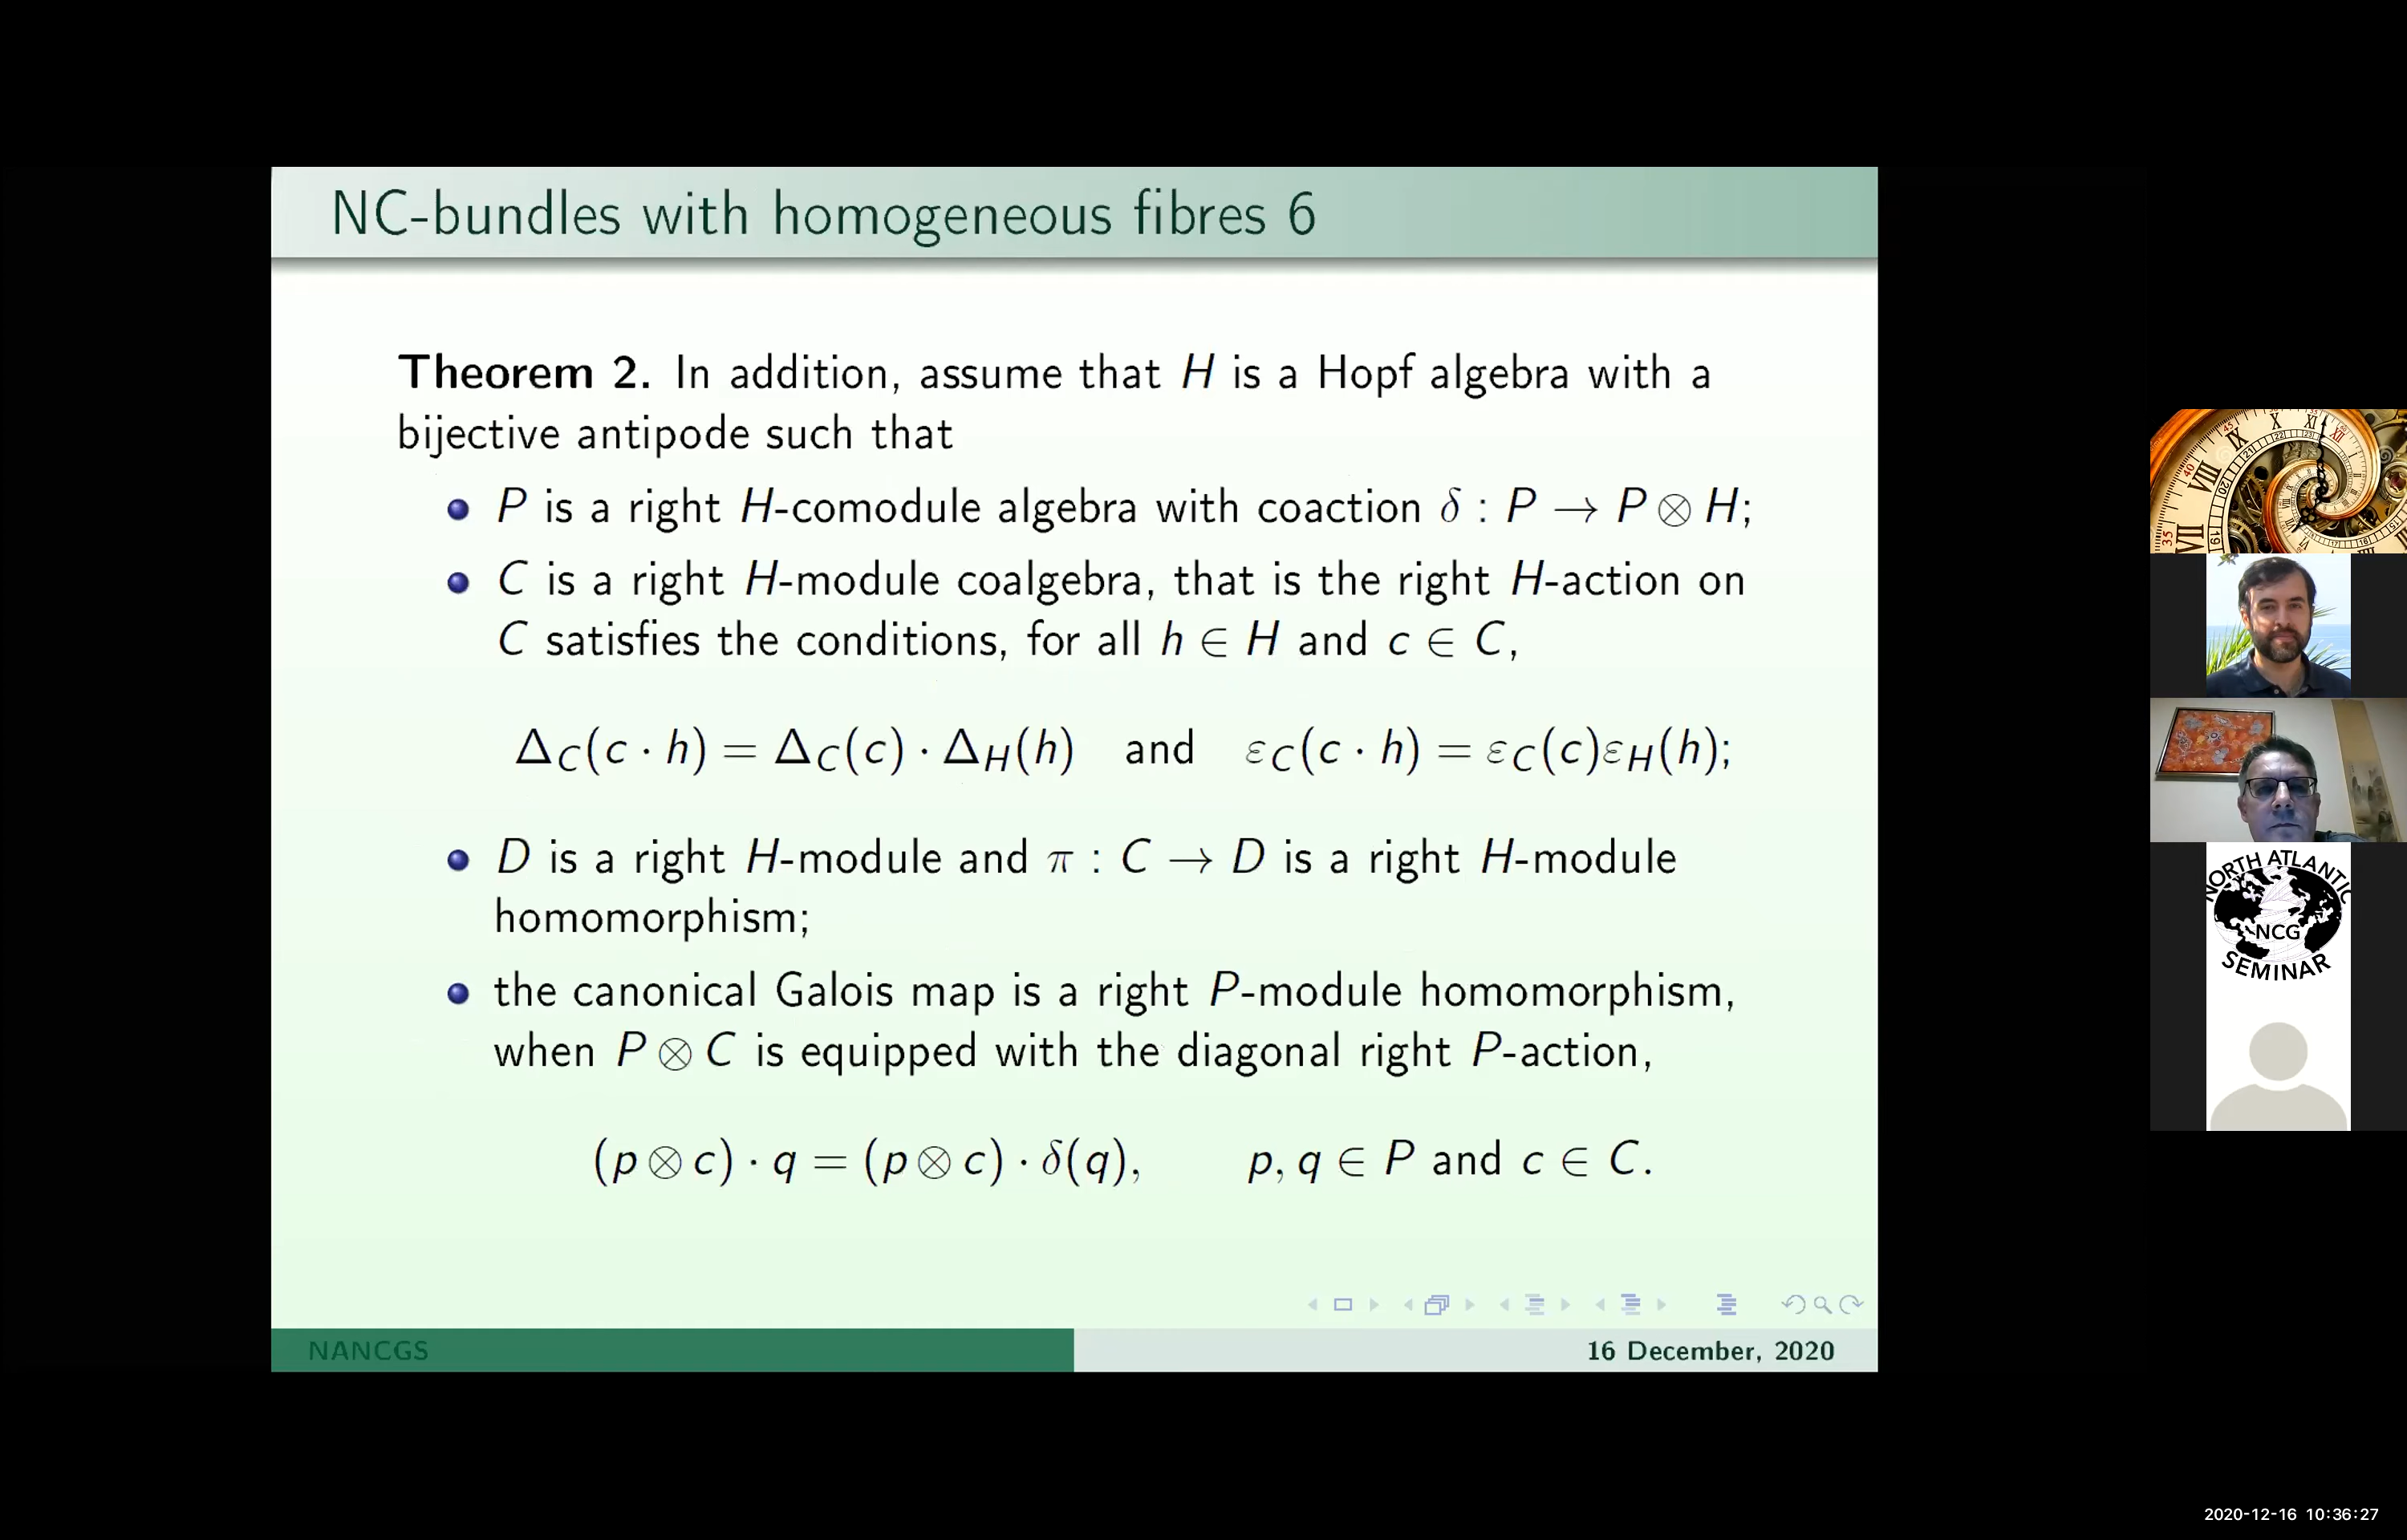 NC-bundles with homogeneous fibres 6
Theorem 2. In addition, assume that H is a Hopf algebra with a
bijective antipode such that
P is a right H-comodule algebra with coaction δ : P → P ⊗ H;
C is a right H-module coalgebra, that is the right H-action on
C satisfies the conditions, for all h ∈ H and c ∈ C,
Δ_C(c · h) = Δ_C(c) · Δ_H(h) and ε_C(c · h) = ε_C(c)ε_H(h);
D is a right H-module and π : C → D is a right H-module
homomorphism;
the canonical Galois map is a right P-module homomorphism,
when P ⊗ C is equipped with the diagonal right P-action,
(p ⊗ c) · q = (p ⊗ c) · δ(q), p, q ∈ P and c ∈ C.
NANCGS
16 December, 2020
NORTH ATLANTIC
NCG
SEMINAR
2020-12-16 10:36:27